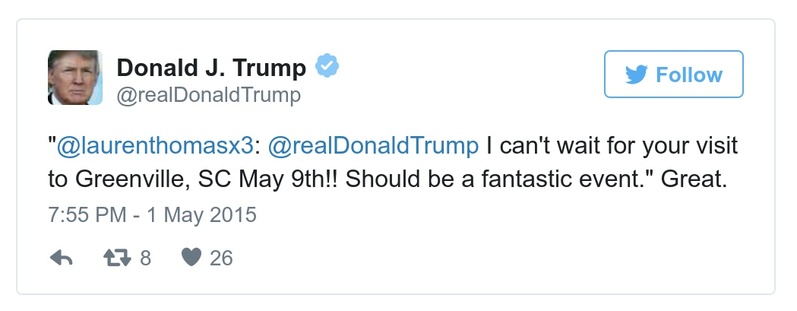 Donald J. Trump
@realDonaldTrump
Follow
"@laurenthomasx3: @realDonaldTrump I can't wait for your visit
to Greenville, SC May 9th!! Should be a fantastic event." Great.
7:55 PM - 1 May 2015
8 26